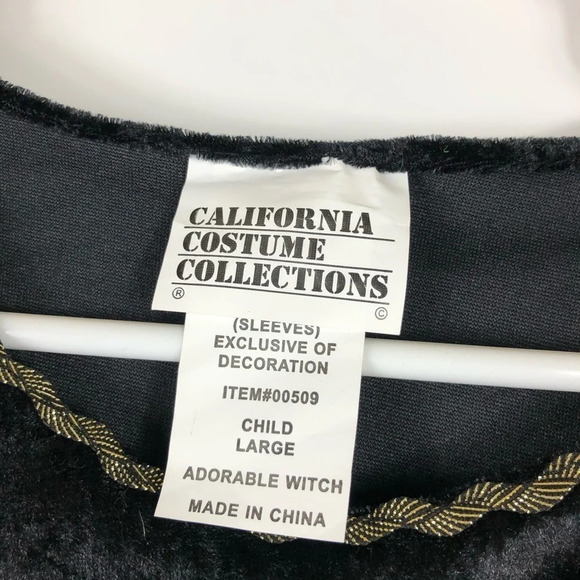 CALIFORNIA
COSTUME
COLLECTIONS
® ©
(SLEEVES)
EXCLUSIVE OF
DECORATION
ITEM#00509
CHILD
LARGE
ADORABLE WITCH
MADE IN CHINA